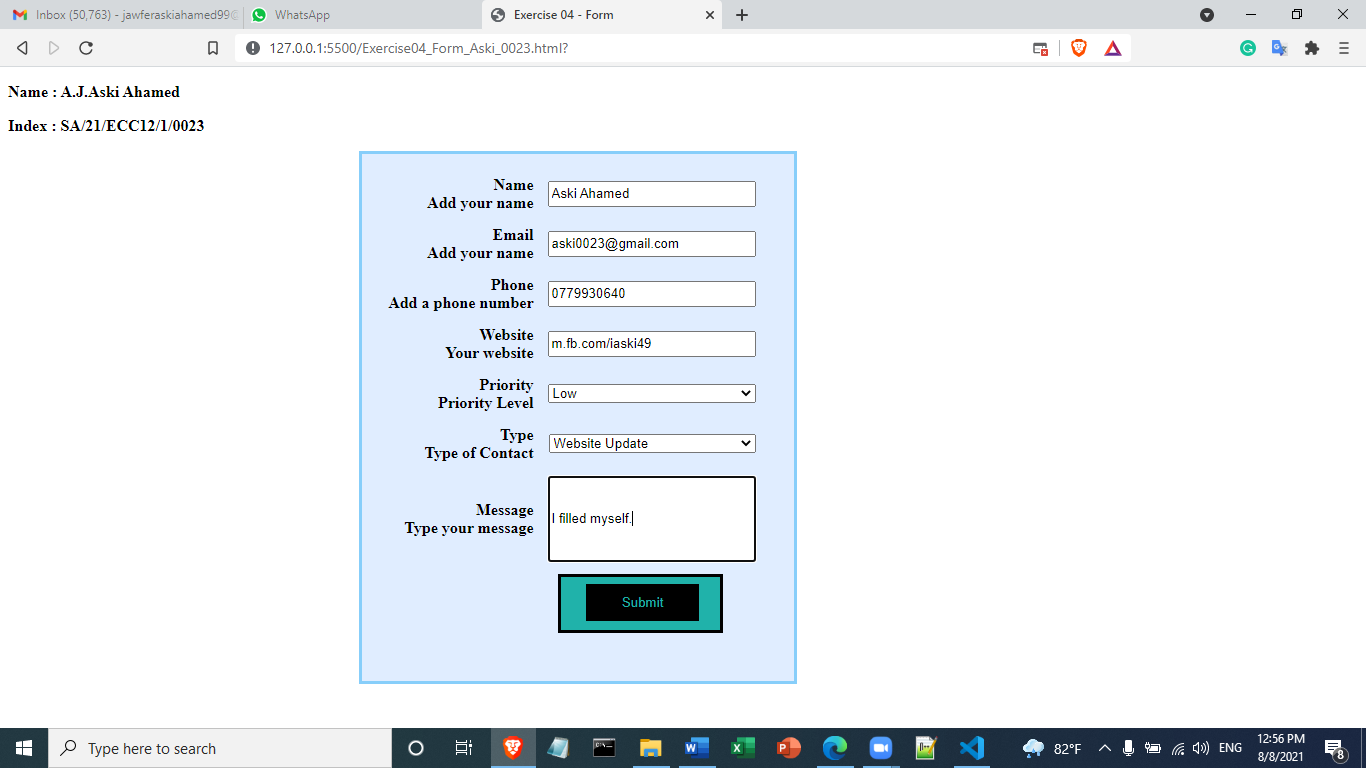 Inbox (50,763) - jawferaskiahamed99@
WhatsApp
Exercise 04 - Form
127.0.0.1:5500/Exercise04_Form_Aski_0023.html?
Name : A.J.Aski Ahamed
Index : SA/21/ECC12/1/0023
Name
Add your name
Aski Ahamed
Email
Add your name
aski0023@gmail.com
Phone
Add a phone number
0779930640
Website
Your website
m.fb.com/iaski49
Priority
Priority Level
Low
Type
Type of Contact
Website Update
Message
Type your message
I filled myself.
Submit
Type here to search
82°F
ENG
12:56 PM
8/8/2021
8